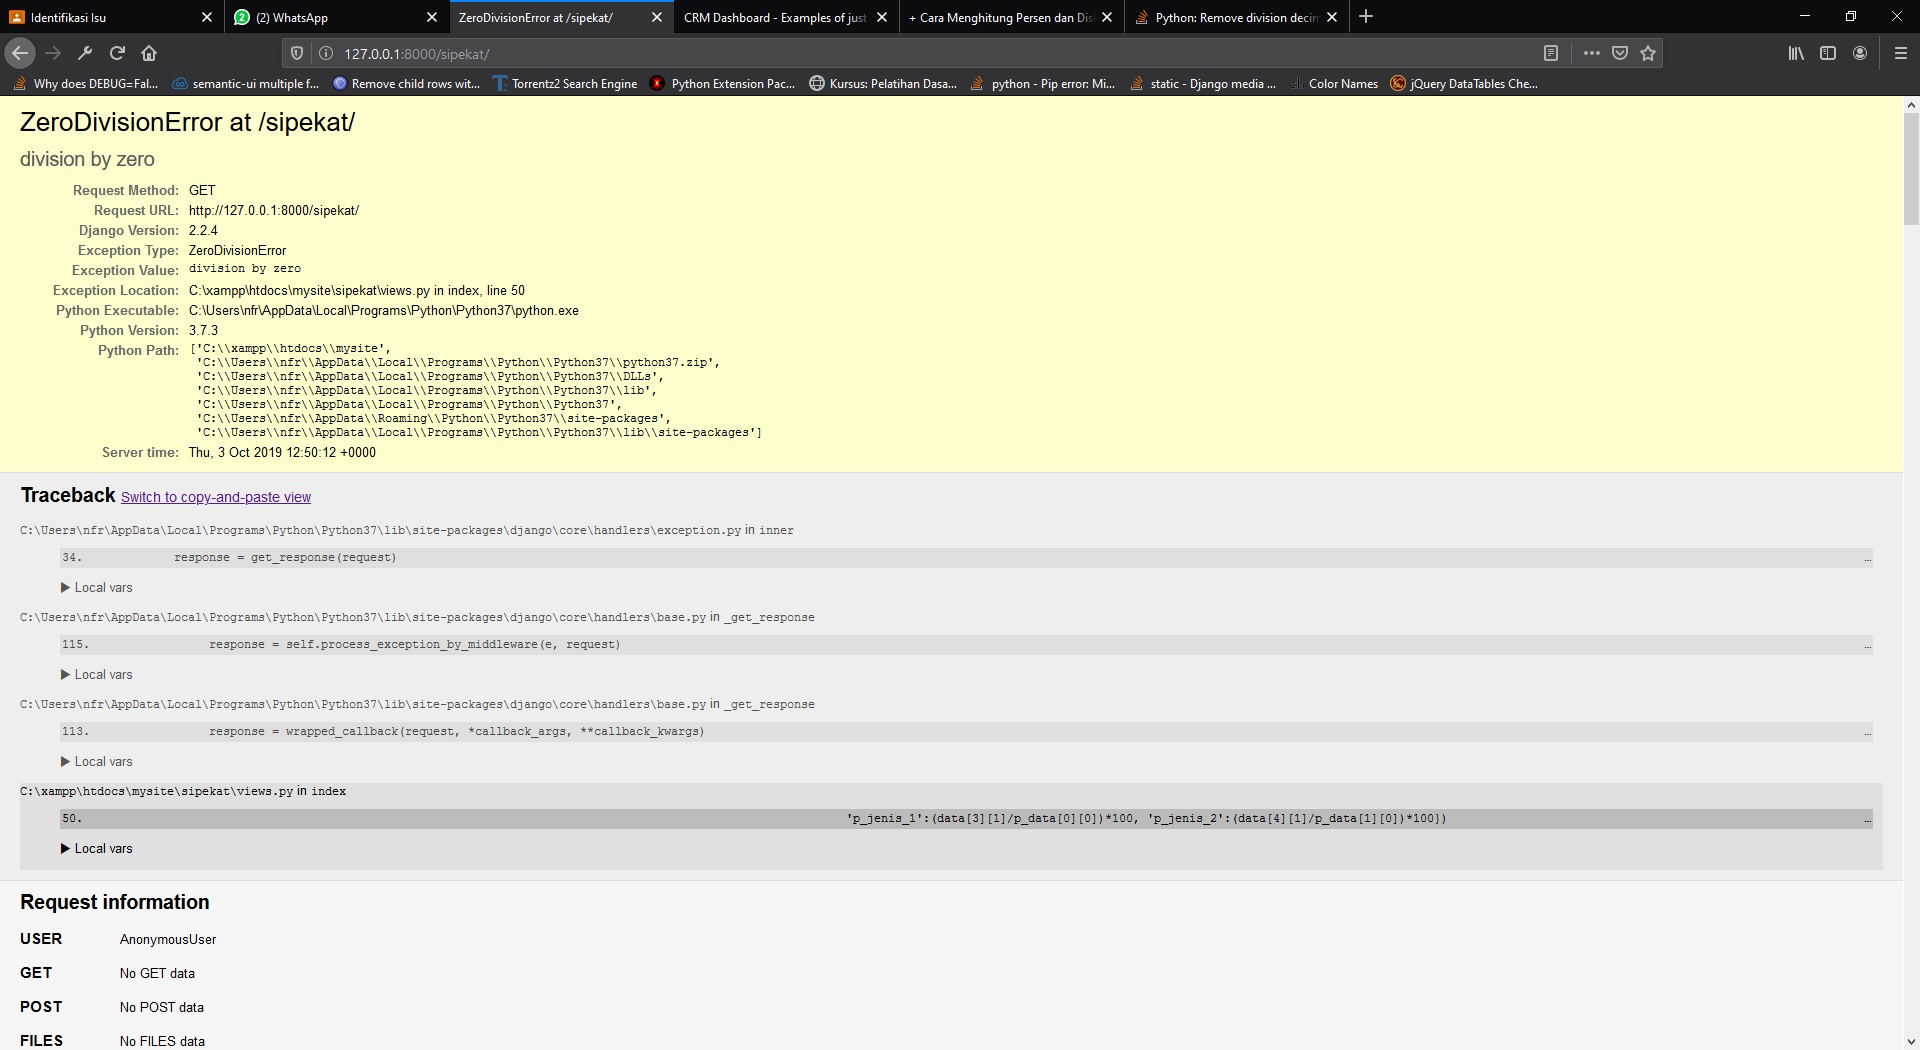 Identifikasi Isu
(2) WhatsApp
ZeroDivisionError at /sipekat/
CRM Dashboard - Examples of just
+ Cara Menghitung Persen dan Dis
Python: Remove division decim
127.0.0.1:8000/sipekat/
Why does DEBUG=Fal...
semantic-ui multiple f...
Remove child rows wit...
Torrentz2 Search Engine
Python Extension Pac...
Kursus: Pelatihan Dasa...
python - Pip error: Mi...
static - Django media ...
Color Names
jQuery DataTables Che...
ZeroDivisionError at /sipekat/
division by zero
Request Method: GET
Request URL: http://127.0.0.1:8000/sipekat/
Django Version: 2.2.4
Exception Type: ZeroDivisionError
Exception Value: division by zero
Exception Location: C:\xampp\htdocs\mysite\sipekat\views.py in index, line 50
Python Executable: C:\Users\nfr\AppData\Local\Programs\Python\Python37\python.exe
Python Version: 3.7.3
Python Path: ['C:\\xampp\\htdocs\\mysite',
'C:\\Users\\nfr\\AppData\\Local\\Programs\\Python\\Python37\\python37.zip',
'C:\\Users\\nfr\\AppData\\Local\\Programs\\Python\\Python37\\DLLs',
'C:\\Users\\nfr\\AppData\\Local\\Programs\\Python\\Python37\\lib',
'C:\\Users\\nfr\\AppData\\Local\\Programs\\Python\\Python37',
'C:\\Users\\nfr\\AppData\\Roaming\\Python\\Python37\\site-packages',
'C:\\Users\\nfr\\AppData\\Local\\Programs\\Python\\Python37\\lib\\site-packages']
Server time: Thu, 3 Oct 2019 12:50:12 +0000
Traceback Switch to copy-and-paste view
C:\Users\nfr\AppData\Local\Programs\Python\Python37\lib\site-packages\django\core\handlers\exception.py in inner
34. response = get_response(request) ...
▶ Local vars
C:\Users\nfr\AppData\Local\Programs\Python\Python37\lib\site-packages\django\core\handlers\base.py in _get_response
115. response = self.process_exception_by_middleware(e, request) ...
▶ Local vars
C:\Users\nfr\AppData\Local\Programs\Python\Python37\lib\site-packages\django\core\handlers\base.py in _get_response
113. response = wrapped_callback(request, *callback_args, **callback_kwargs) ...
▶ Local vars
C:\xampp\htdocs\mysite\sipekat\views.py in index
50. 'p_jenis_1':(data[3][1]/p_data[0][0])*100, 'p_jenis_2':(data[4][1]/p_data[1][0])*100}) ...
▶ Local vars
Request information
USER AnonymousUser
GET No GET data
POST No POST data
FILES No FILES data